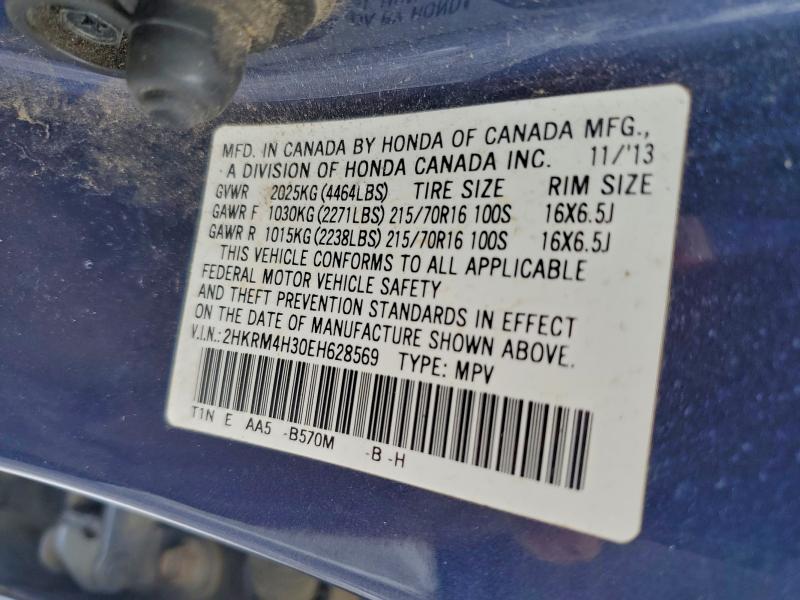 MFD. IN CANADA BY HONDA OF CANADA MFG.,
A DIVISION OF HONDA CANADA INC. 11/'13
GVWR 2025KG(4464LBS) TIRE SIZE RIM SIZE
GAWR F 1030KG(2271LBS) 215/70R16 100S 16X6.5J
GAWR R 1015KG(2238LBS) 215/70R16 100S 16X6.5J
THIS VEHICLE CONFORMS TO ALL APPLICABLE
FEDERAL MOTOR VEHICLE SAFETY
AND THEFT PREVENTION STANDARDS IN EFFECT
ON THE DATE OF MANUFACTURE SHOWN ABOVE.
V.I.N.:2HKRM4H30EH628569 TYPE: MPV
T1N E AA5 -B570M -B -H